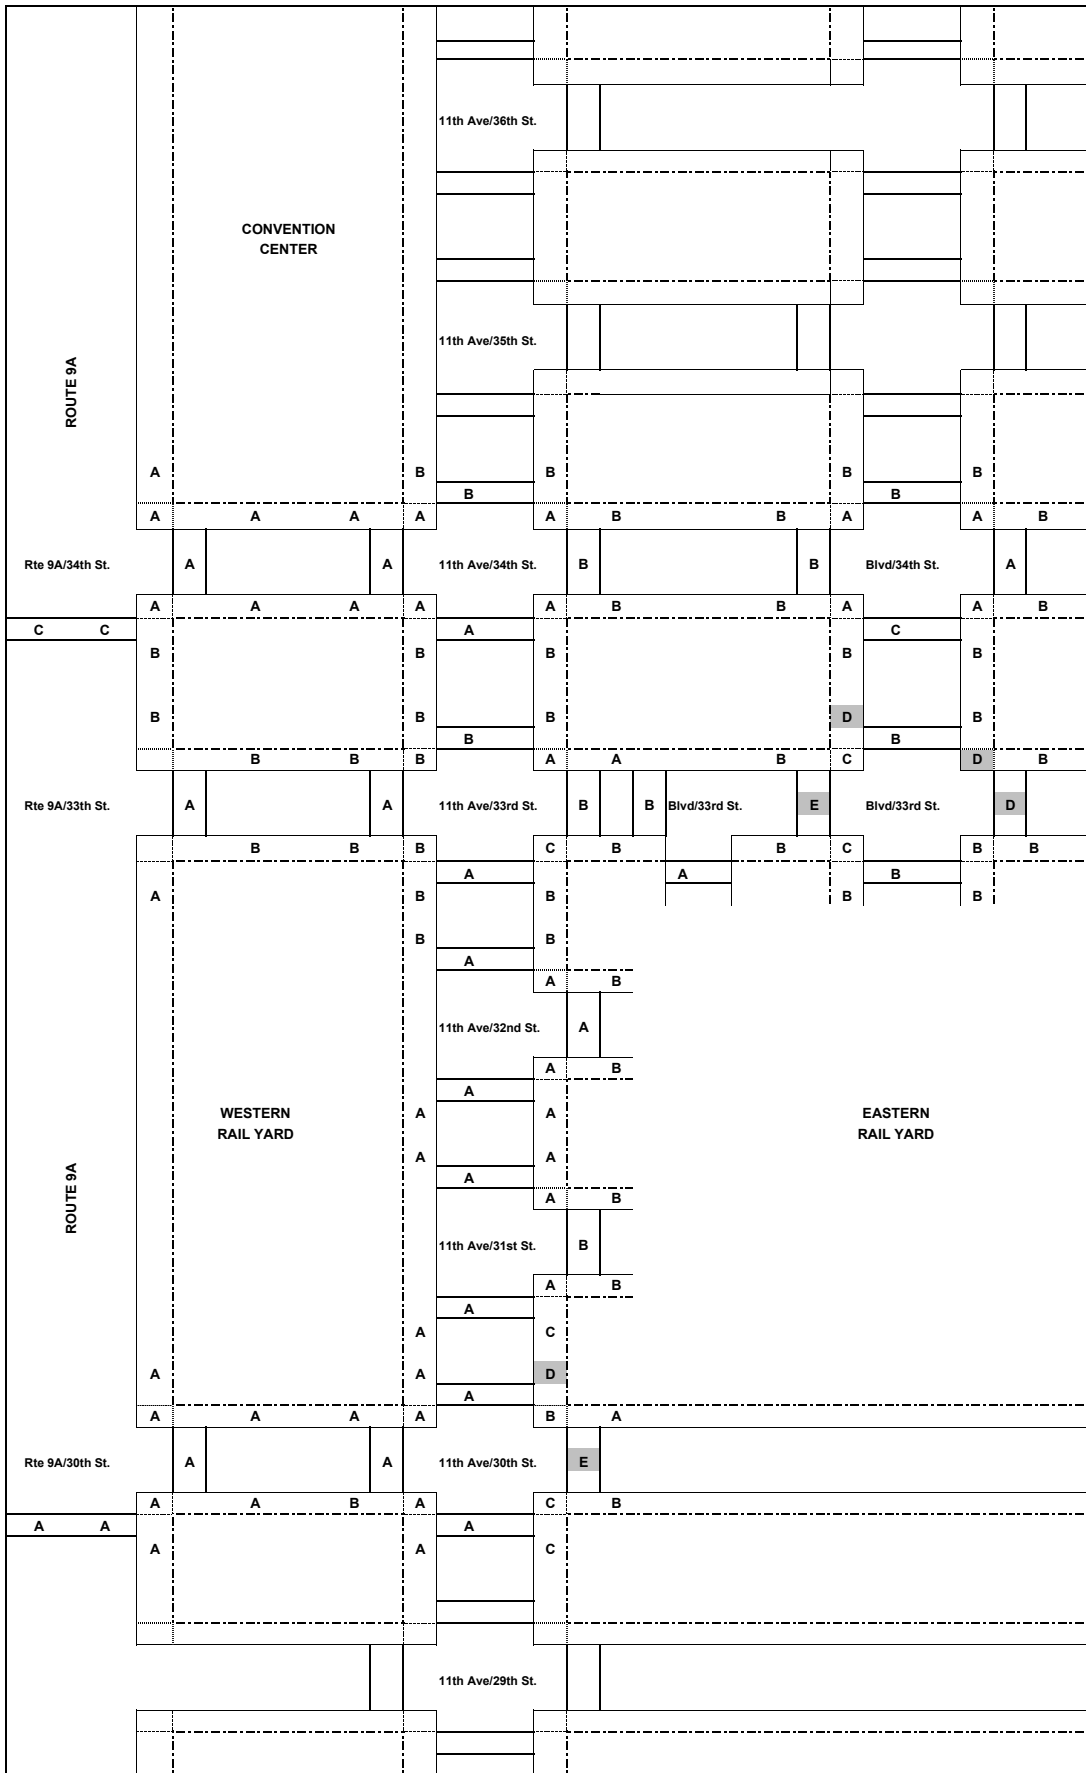 11th Ave/36th St.
CONVENTION
CENTER
11th Ave/35th St.
ROUTE 9A
A B B B B
B B
A A A A A B B A A B
Rte 9A/34th St. A A 11th Ave/34th St. B B Blvd/34th St. A
A A A A A B B A A B
C C A C
B B B B B
B B B D B
B B
B B B A A B C D B
Rte 9A/33th St. A A 11th Ave/33rd St. B B Blvd/33rd St. E Blvd/33rd St. D
B B B C B B C B B
A A B
A B B B B
B B
A
A B
11th Ave/32nd St. A
A B
A
WESTERN
RAIL YARD
A A
EASTERN
RAIL YARD
A A
A
A B
ROUTE 9A
11th Ave/31st St. B
A B
A
A C
A A D
A
A A A A B A
Rte 9A/30th St. A A 11th Ave/30th St. E
A A B A C B
A A A
A A C
11th Ave/29th St.